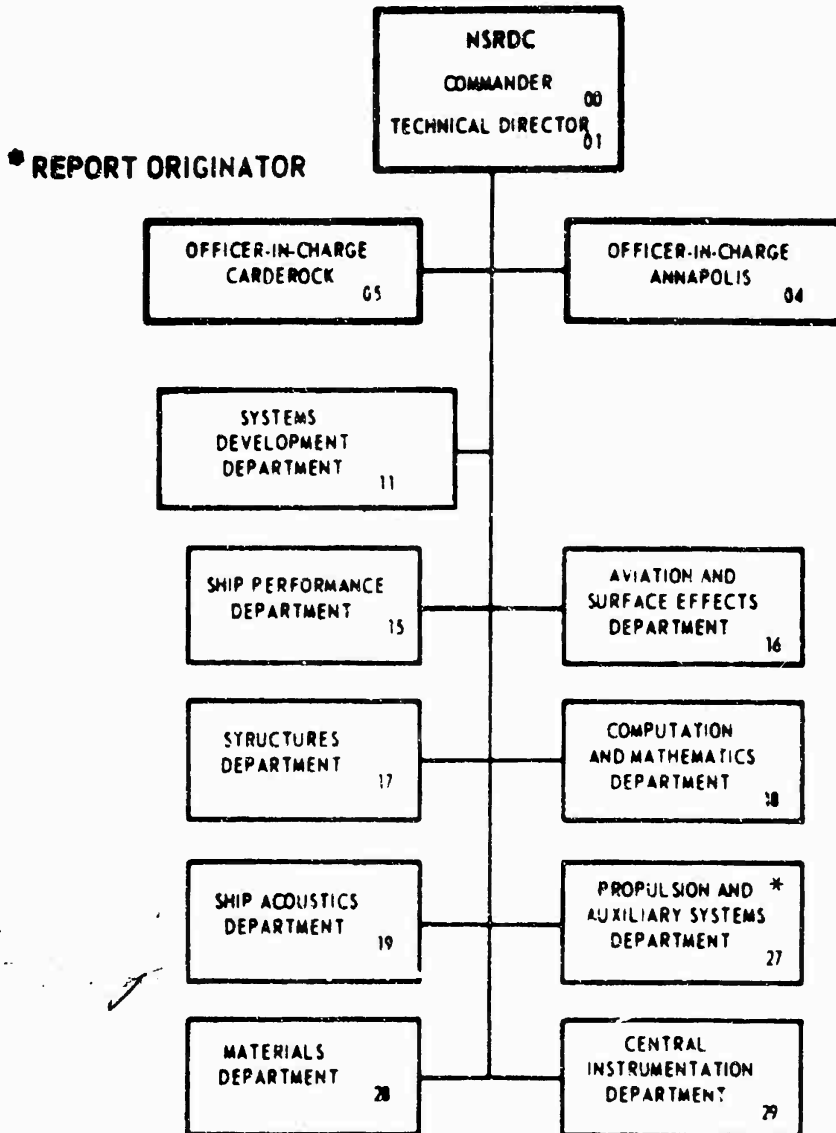 NSRDC
COMMANDER
00
TECHNICAL DIRECTOR
01
* REPORT ORIGINATOR
OFFICER-IN-CHARGE
CARDEROCK
05
OFFICER-IN-CHARGE
ANNAPOLIS
04
SYSTEMS
DEVELOPMENT
DEPARTMENT
11
SHIP PERFORMANCE
DEPARTMENT
15
AVIATION AND
SURFACE EFFECTS
DEPARTMENT
16
STRUCTURES
DEPARTMENT
17
COMPUTATION
AND MATHEMATICS
DEPARTMENT
18
SHIP ACOUSTICS
DEPARTMENT
19
PROPULSION AND *
AUXILIARY SYSTEMS
DEPARTMENT
27
MATERIALS
DEPARTMENT
28
CENTRAL
INSTRUMENTATION
DEPARTMENT
29